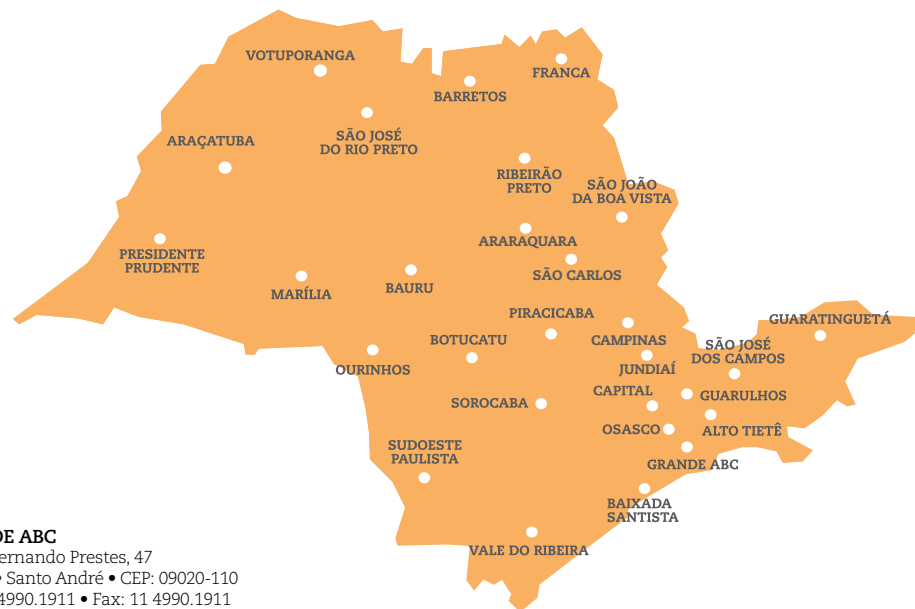 VOTUPORANGA
FRANCA
BARRETOS
SÃO JOSÉ
DO RIO PRETO
ARAÇATUBA
RIBEIRÃO
PRETO
SÃO JOÃO
DA BOA VISTA
ARARAQUARA
PRESIDENTE
PRUDENTE
SÃO CARLOS
MARÍLIA
BAURU
PIRACICABA
GUARATINGUETÁ
BOTUCATU
CAMPINAS
SÃO JOSÉ
DOS CAMPOS
OURINHOS
JUNDIAÍ
CAPITAL
GUARULHOS
SOROCABA
OSASCO
ALTO TIETÊ
SUDOESTE
PAULISTA
GRANDE ABC
BAIXADA
SANTISTA
VALE DO RIBEIRA
DE ABC
ernando Prestes, 47
• Santo André • CEP: 09020-110
4990.1911 • Fax: 11 4990.1911